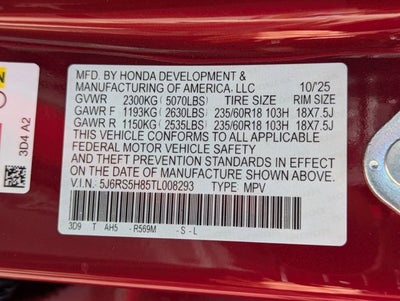 MFD. BY HONDA DEVELOPMENT &
MANUFACTURING OF AMERICA, LLC 10/25
GVWR 2300KG (5070LBS) TIRE SIZE RIM SIZE
GAWR F 1193KG (2630LBS) 235/60R18 103H 18X7.5J
GAWR R 1150KG (2535LBS) 235/60R18 103H 18X7.5J
THIS VEHICLE CONFORMS TO ALL APPLICABLE
FEDERAL MOTOR VEHICLE SAFETY AND
THEFT PREVENTION STANDARDS IN EFFECT
ON THE DATE OF MANUFACTURE SHOWN ABOVE.
V.I.N. 5J6RS5H85TL008293 TYPE: MPV
3D9 T AH5 - R569M - S - L
3D4 A2